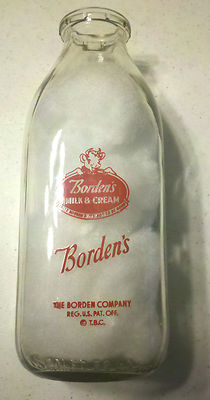 Borden's
MILK & CREAM
Borden's
THE BORDEN COMPANY
REG. U.S. PAT. OFF.
© T.B.C.